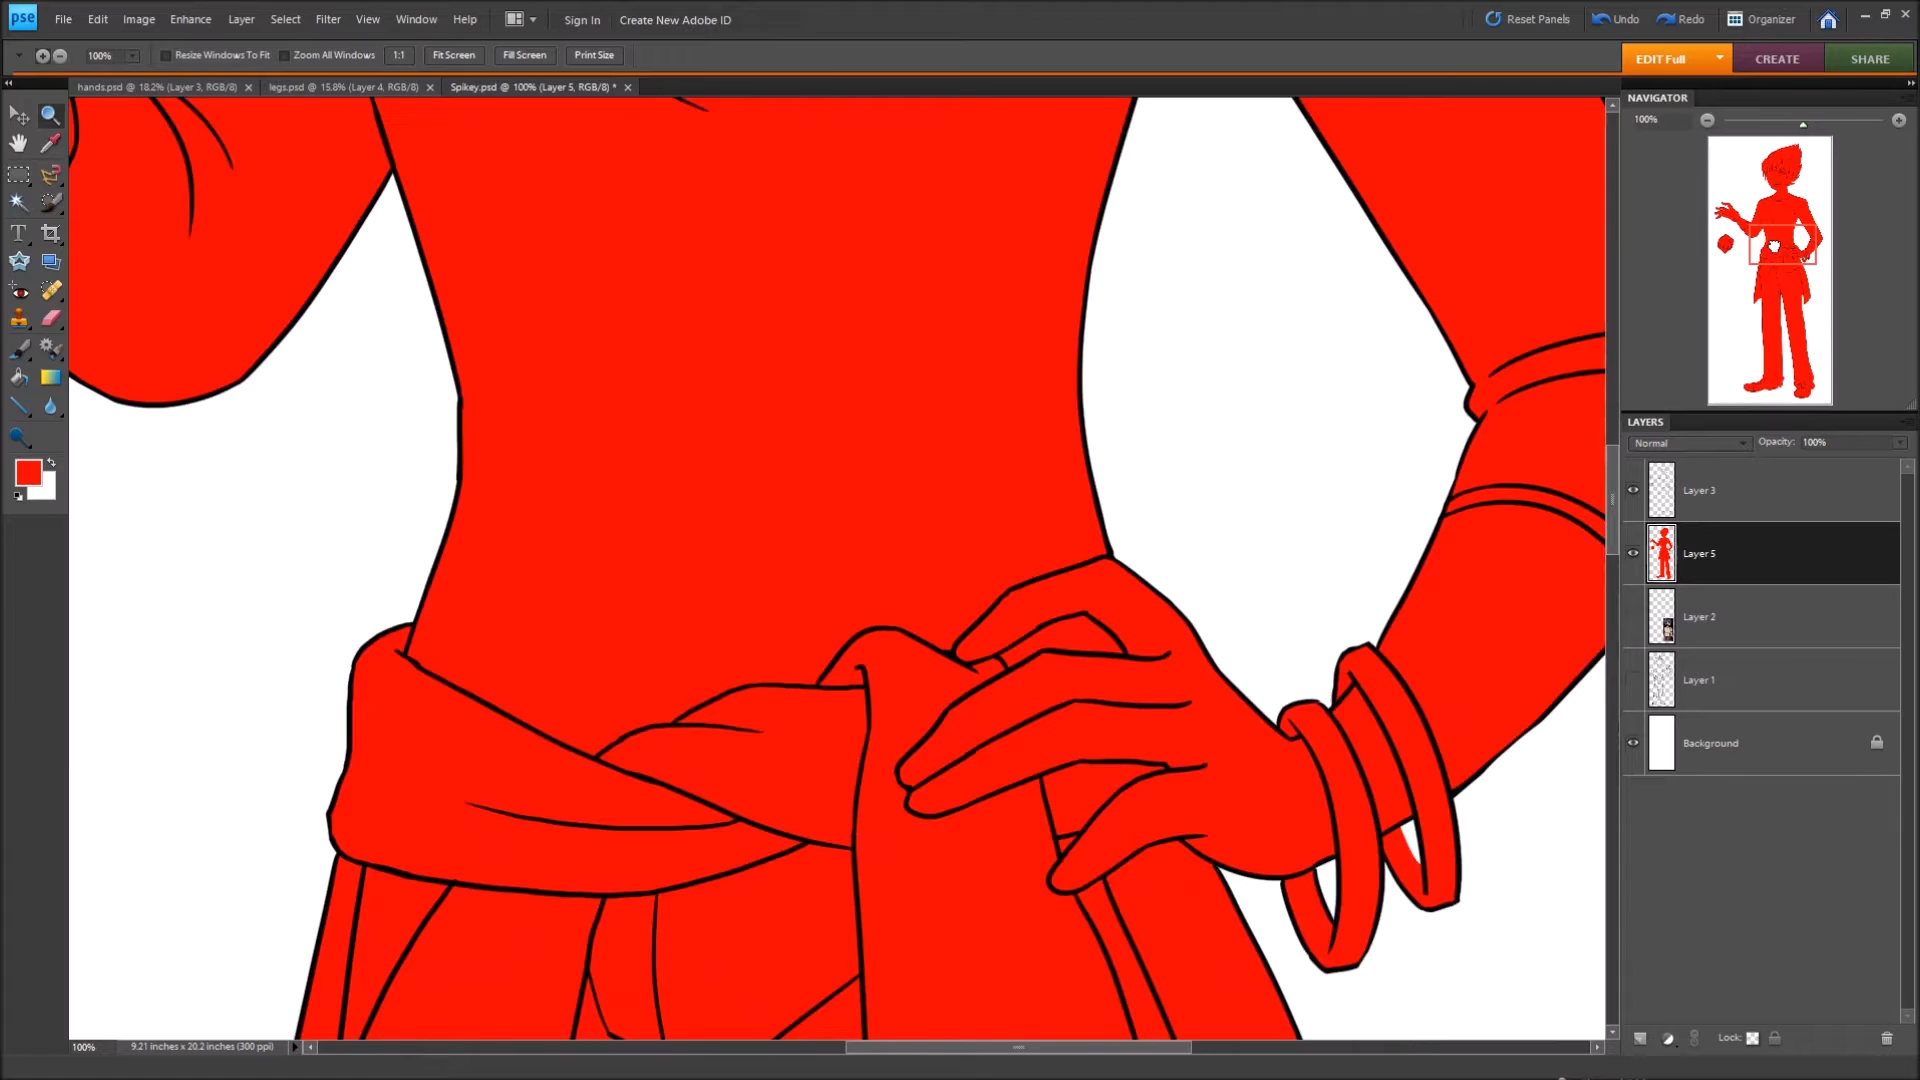 pse File Edit Image Enhance Layer Select Filter View Window Help Sign In Create New Adobe ID Reset Panels Undo Redo Organizer
100% Resize Windows To Fit Zoom All Windows 1:1 Fit Screen Fill Screen Print Size EDIT Full CREATE SHARE
hands.psd @ 18.2% (Layer 3, RGB/8) legs.psd @ 15.8% (Layer 4, RGB/8) Spikey.psd @ 100% (Layer 5, RGB/8) *
NAVIGATOR
100%
LAYERS
Normal Opacity: 100%
Layer 3
Layer 5
Layer 2
Layer 1
Background
Lock:
100% 9.21 inches x 20.2 inches (300 ppi)